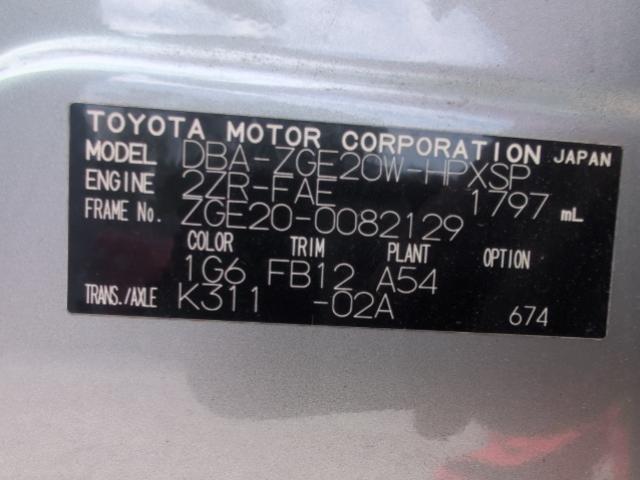 TOYOTA MOTOR CORPORATION JAPAN
MODEL DBA-ZGE20W-HPXSP
ENGINE 2ZR-FAE 1797 mL
FRAME No. ZGE20-0082129
COLOR TRIM PLANT OPTION
1G6 FB12 A54
TRANS./AXLE K311 -02A 674